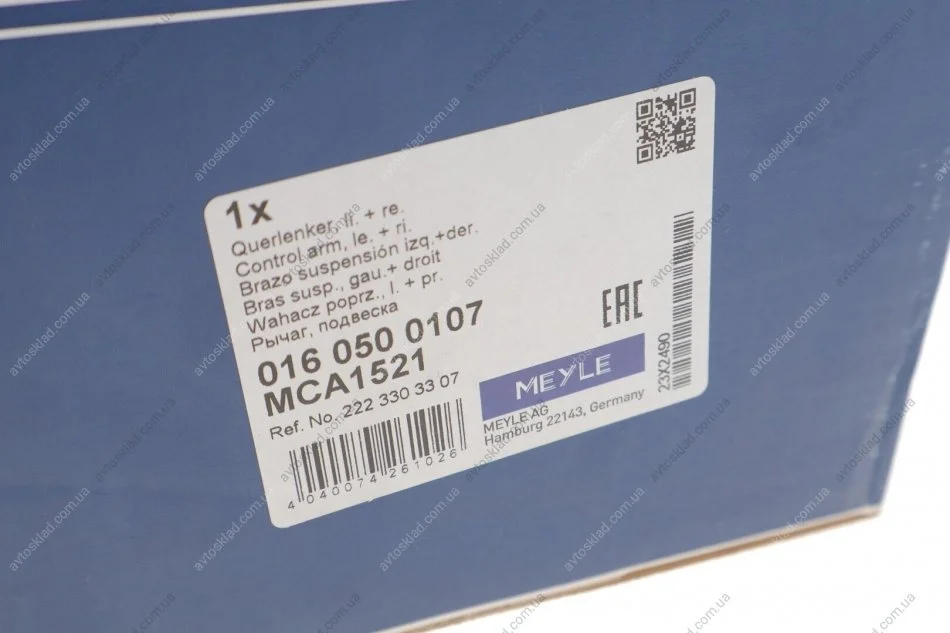 1x
Querlenker, li. + re.
Control arm, le. + ri.
Brazo suspensión izq.+der.
Bras susp., gau.+ droit
Wahacz poprz., l. + pr.
Рычаг, подвеска
016 050 0107
MCA1521
Ref. No. 222 330 33 07
4 040074 261026
EAC
MEYLE
MEYLE AG
Hamburg 22143, Germany
23X2490
avtosklad.com.ua